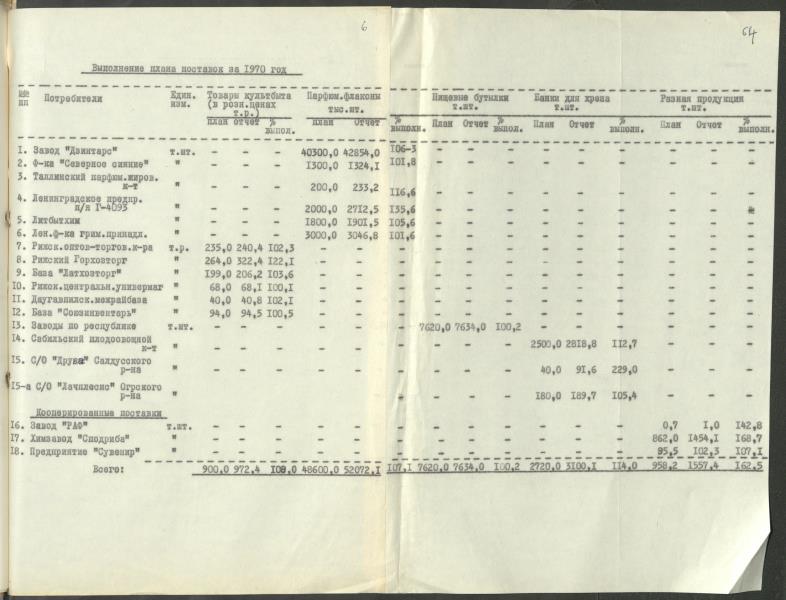 6
64
Выполнение плана поставок за 1970 год
№№ пп Потребители Един. изм. Товары культбыта (в розн.ценах т.р.) Парфюм.флаконы тыс.шт. Пищевые бутылки т.шт. Банки для хрена т.шт. Разная продукция т.шт.
план отчет % выпол. План Отчет % выполн. План Отчет % выпол. План Отчет % выполн. План Отчет % выполн.
1. Завод "Дзинтарс" т.шт. - - - 40300,0 42854,0 106-3 - - - - - - - - -
2. Ф-ка "Северное сияние" " - - - 1300,0 1324,1 101,8 - - - - - - - - -
3. Таллинский парфюм.жиров.
к-т " - - - 200,0 233,2 116,6 - - - - - - - - -
4. Ленинградское предпр.
п/я Г-4093 " - - - 2000,0 2712,5 135,6 - - - - - - - - -
5. Литбытхим " - - - 1800,0 1901,5 105,6 - - - - - - - - -
6. Лен.ф-ка грим.принадл. " - - - 3000,0 3046,8 101,6 - - - - - - - - -
7. Рижск.оптов-торгов.к-ра т.р. 235,0 240,4 102,3 - - - - - - - - - - - -
8. Рижский Горхозторг " 264,0 322,4 122,1 - - - - - - - - - - - -
9. База "Латхозторг" " 199,0 206,2 103,6 - - - - - - - - - - - -
10. Рижск.центральн.универмаг " 68,0 68,1 100,1 - - - - - - - - - - - -
11. Даугавпилск.межрайбаза " 40,0 40,8 102,1 - - - - - - - - - - - -
12. База "Союзинвентарь" " 94,0 94,5 100,5 - - - - - - - - - - - -
13. Заводы по республике т.шт. - - - - - - 7620,0 7634,0 100,2 - - - - - -
14. Сабильский плодоовощной
к-т " - - - - - - - - - 2500,0 2818,8 112,7 - - -
15. С/О "Друва" Салдусского
р-на " - - - - - - - - - 40,0 91,6 229,0 - - -
15-а С/О "Лачплесис" Огрского
р-на " - - - - - - - - - 180,0 189,7 105,4 - - -
Кооперированные поставки
16. Завод "РАФ" т.шт. - - - - - - - - - - - - 0,7 1,0 142,8
17. Химзавод "Сподриба" " - - - - - - - - - - - - 862,0 1454,1 168,7
18. Предприятие "Сувенир" " - - - - - - - - - - - - 95,5 102,3 107,1
Всего: 900,0 972,4 108,0 48600,0 52072,1 107,1 7620,0 7634,0 100,2 2720,0 3100,1 114,0 958,2 1557,4 162,5